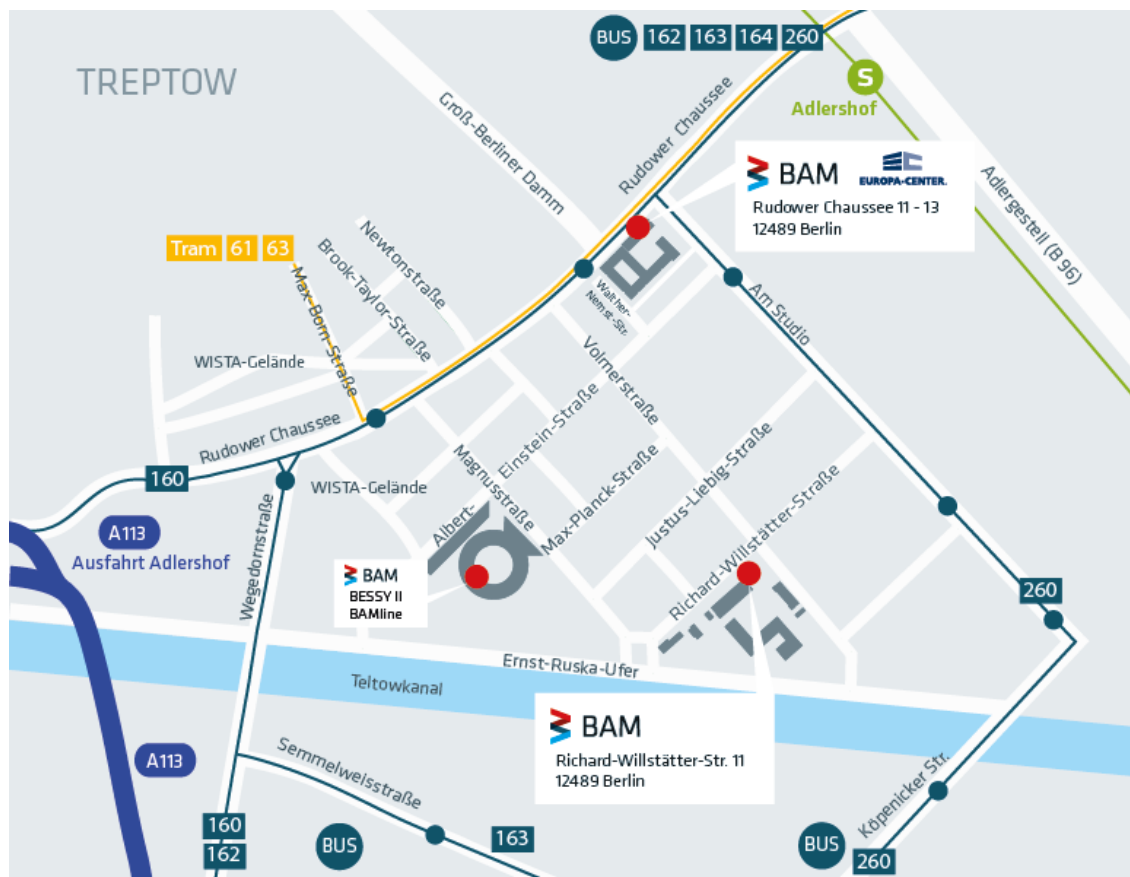 BUS 162 163 164 260
TREPTOW
S
Adlershof
Groß-Berliner Damm
Rudower Chaussee
BAM EUROPA-CENTER.
Rudower Chaussee 11 - 13
12489 Berlin
Adlergestell (B 96)
Tram 61 63
Newtonstraße
Brook-Taylor-Straße
Max-Born-Straße
Walther-
Nernst-Str.
Am Studio
Volmerstraße
WISTA-Gelände
Rudower Chaussee
160
Albert-Einstein-Straße
Magnusstraße
Max-Planck-Straße
Justus-Liebig-Straße
Richard-Willstätter-Straße
WISTA-Gelände
A113
Ausfahrt Adlershof
Wegedornstraße
BAM
BESSY II
BAMline
260
Ernst-Ruska-Ufer
Teltowkanal
BAM
Richard-Willstätter-Str. 11
12489 Berlin
A113
Semmelweisstraße
Köpenicker Str.
160
162
BUS
163
BUS
260